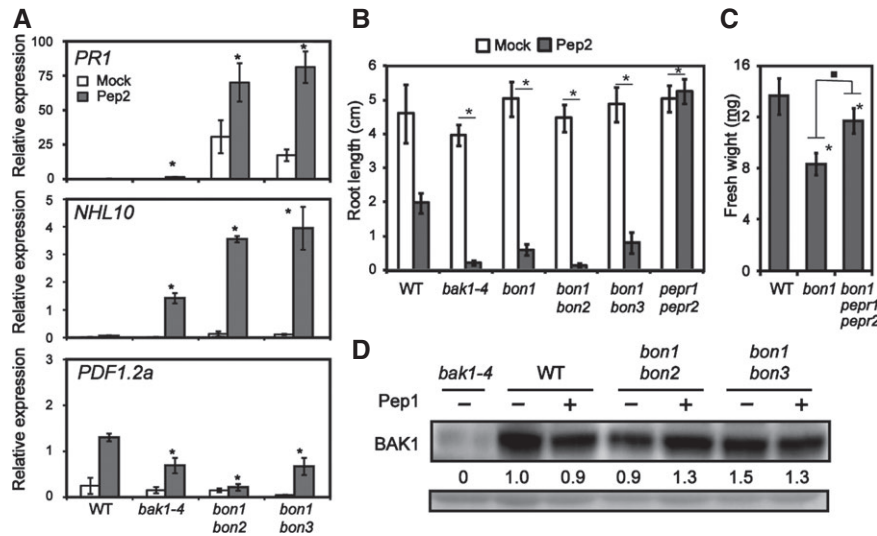 A
Relative expression
100
75
50
25
0
PR1
Mock
Pep2
*
*
*
Relative expression
5
4
3
2
1
0
NHL10
*
*
*
Relative expression
3
2
1
0
PDF1.2a
*
*
*
WT
bak1-4
bon1
bon2
bon1
bon3
B
Mock
Pep2
Root length (cm)
6
5
4
3
2
1
0
*
*
*
*
*
WT
bak1-4
bon1
bon1
bon2
bon1
bon3
pepr1
pepr2
C
Fresh wight (mg)
16
12
8
4
0
*
*
WT
bon1
bon1
pepr1
pepr2
D
bak1-4
WT
bon1
bon2
bon1
bon3
Pep1
– – + – + – +
BAK1
0 1.0 0.9 0.9 1.3 1.5 1.3